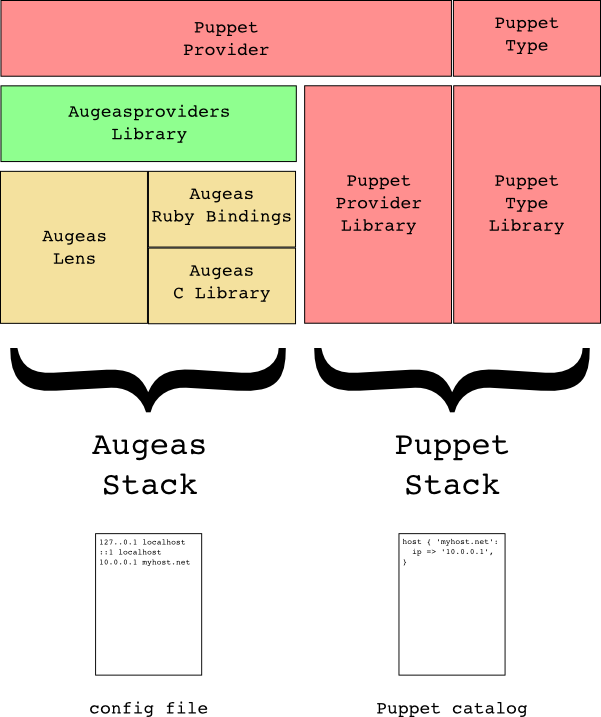 Puppet
Provider
Puppet
Type
Augeasproviders
Library
Puppet
Provider
Library
Puppet
Type
Library
Augeas
Lens
Augeas
Ruby Bindings
Augeas
C Library
Augeas
Stack
Puppet
Stack
127..0.1 localhost
::1 localhost
10.0.0.1 myhost.net
host { 'myhost.net':
  ip => '10.0.0.1',
}
config file
Puppet catalog